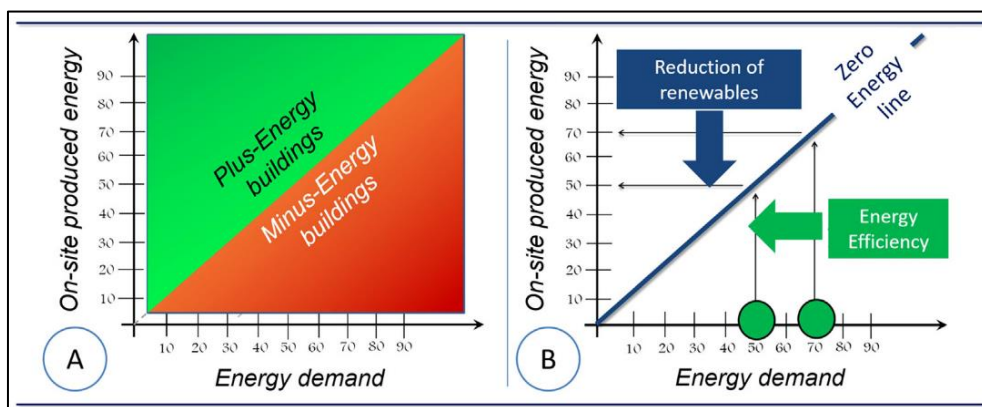 On-site produced energy
90
80
70
60
50
40
30
20
10
Plus-Energy
buildings
Minus-Energy
buildings
10 20 30 40 50 60 70 80 90
Energy demand
A
On-site produced energy
90
80
70
60
50
40
30
20
10
Reduction of
renewables
Zero
Energy
line
Energy
Efficiency
10 20 30 40 50 60 70 80 90
Energy demand
B